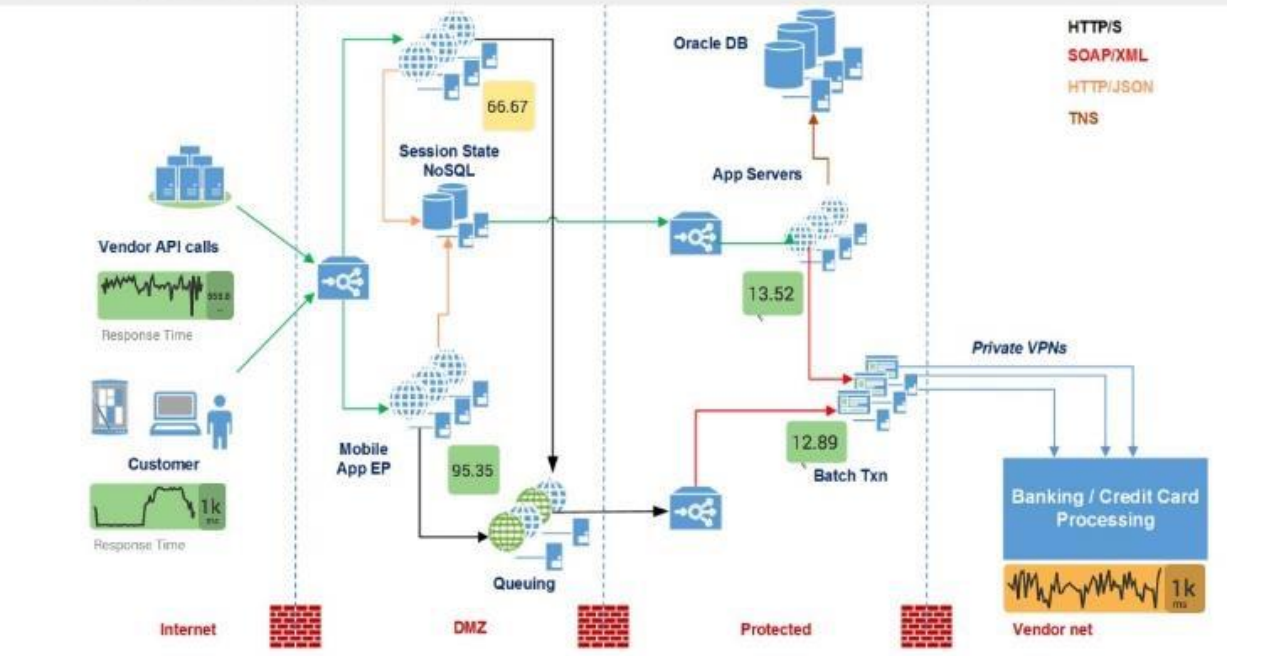 HTTP/S
SOAP/XML
HTTP/JSON
TNS
Oracle DB
66.67
Session State
NoSQL
App Servers
Vendor API calls
Response Time
13.52
Private VPNs
Customer
1k
ms
Response Time
Mobile
App EP
95.35
12.89
Batch Txn
Banking / Credit Card
Processing
1k
ms
Queuing
Internet
DMZ
Protected
Vendor net